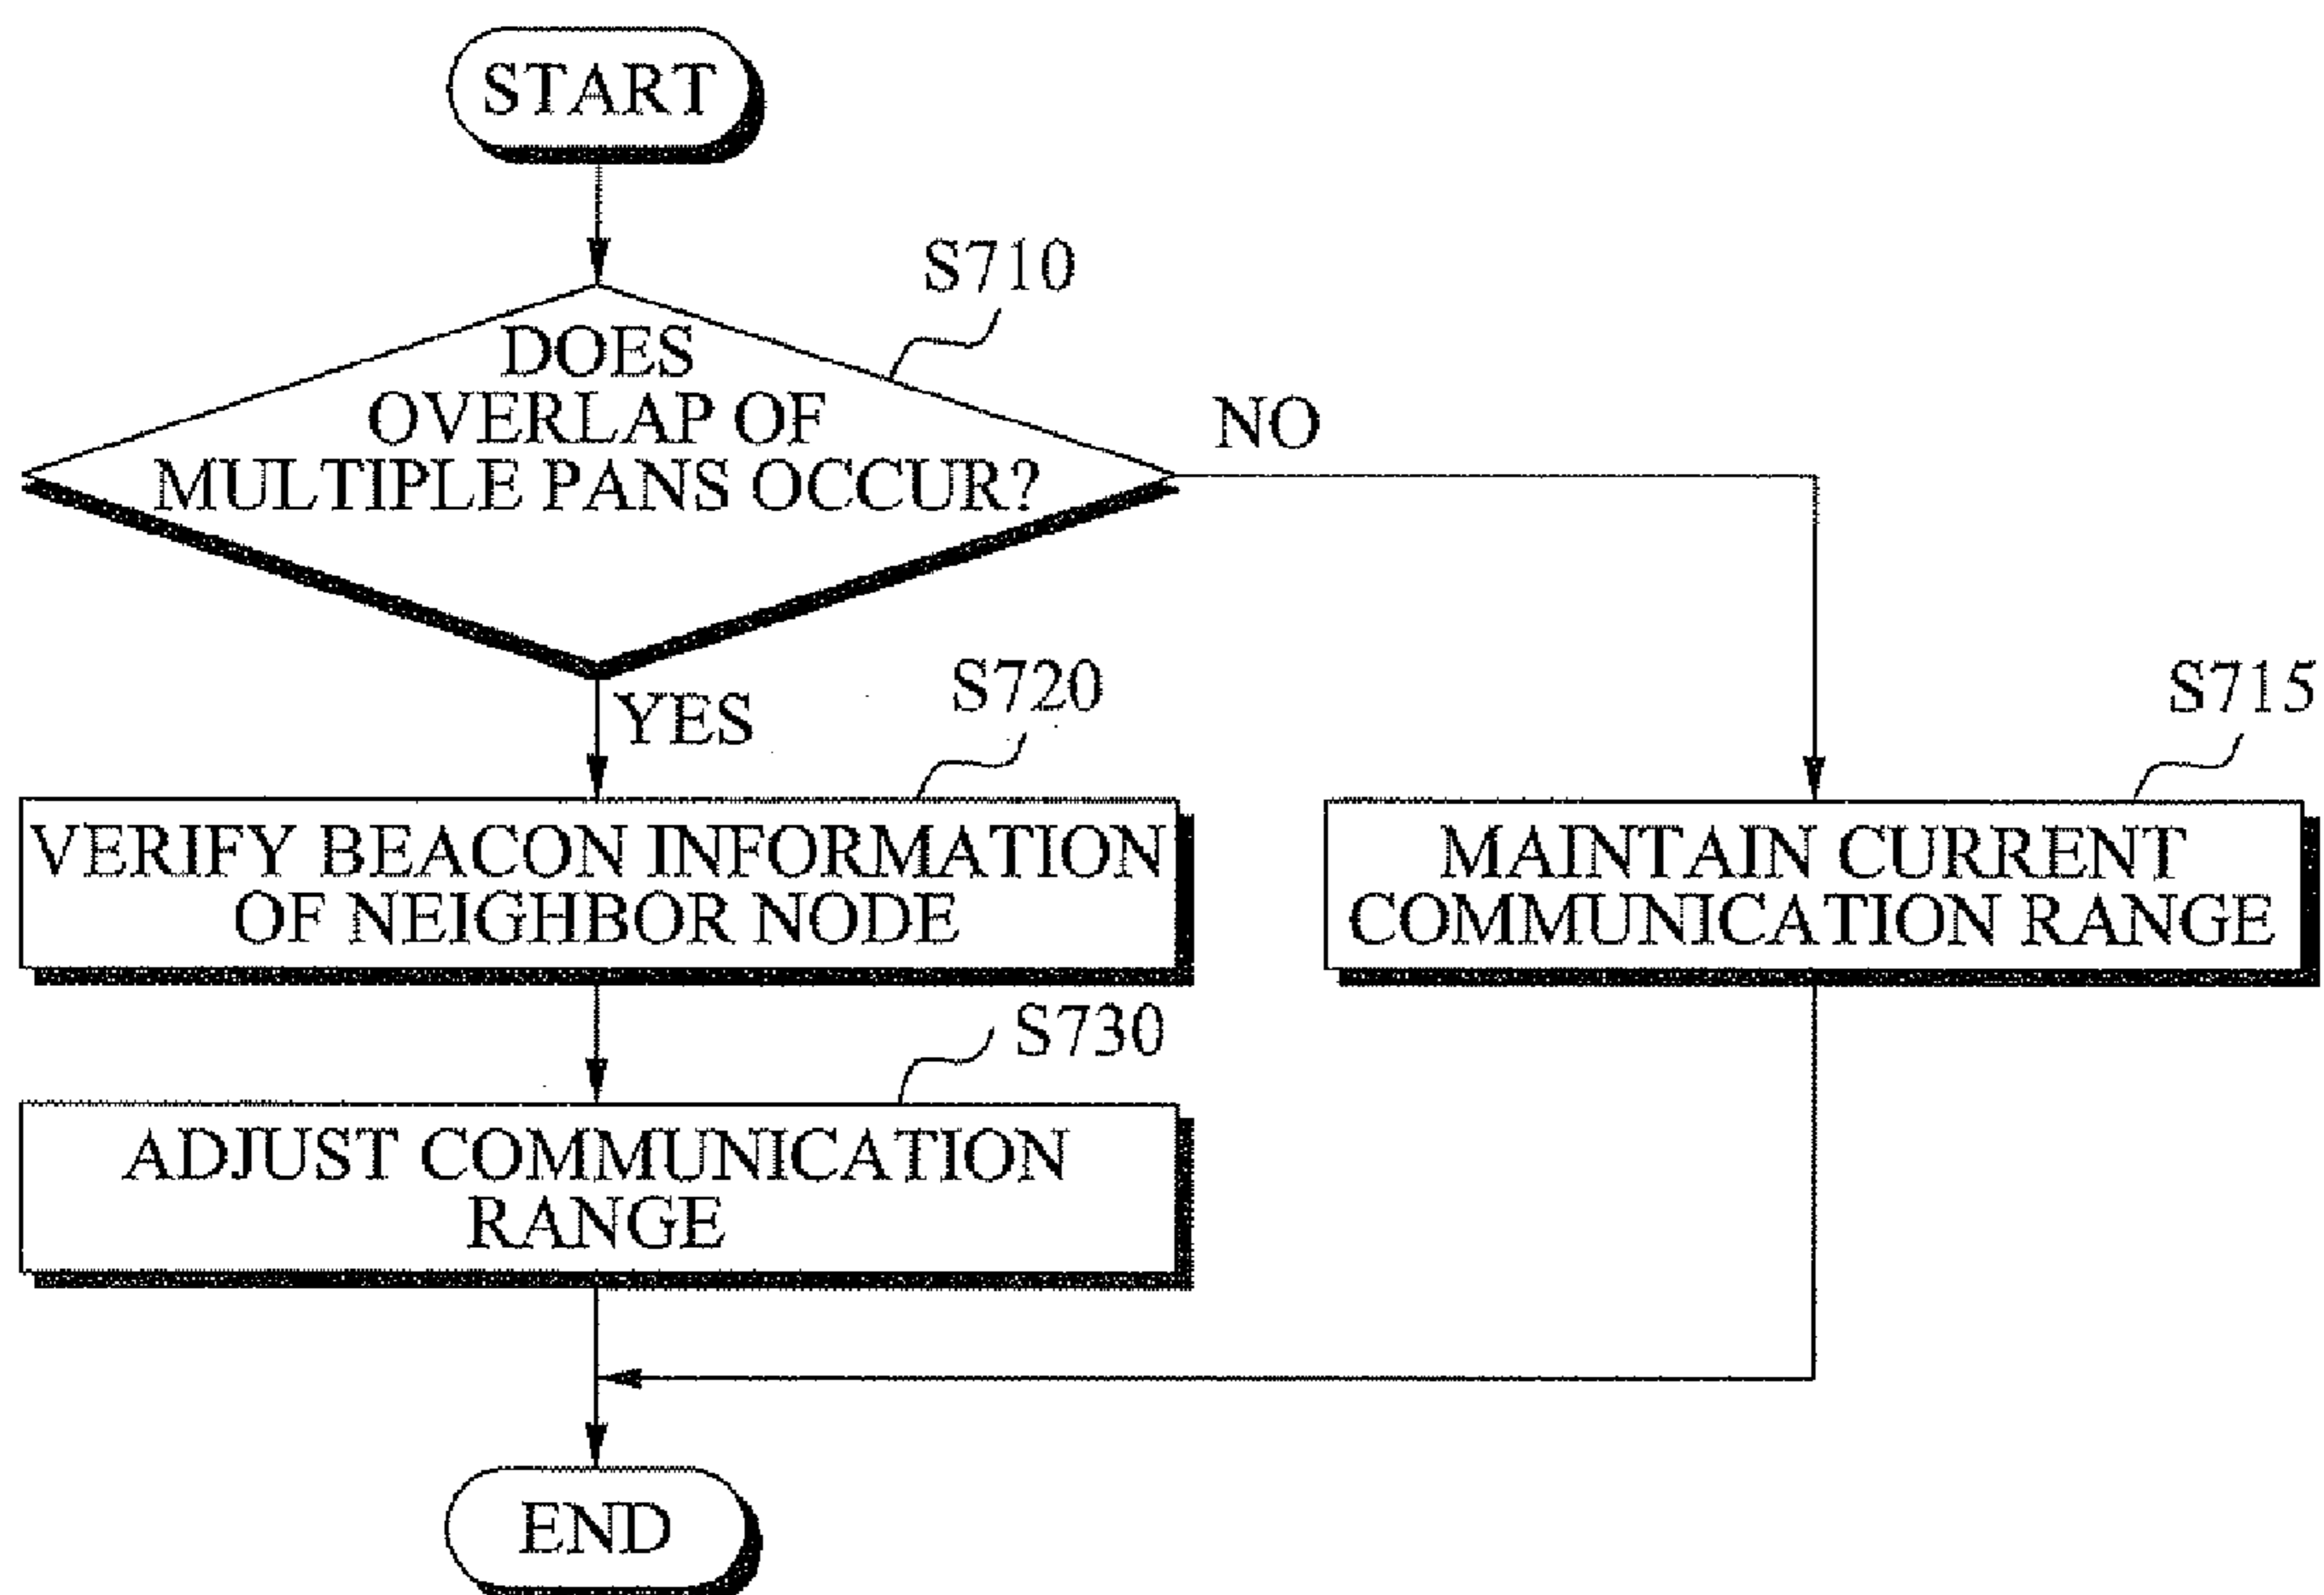 START
S710
DOES
OVERLAP OF
MULTIPLE PANS OCCUR?
NO
YES
S720
S715
VERIFY BEACON INFORMATION
OF NEIGHBOR NODE
MAINTAIN CURRENT
COMMUNICATION RANGE
S730
ADJUST COMMUNICATION
RANGE
END